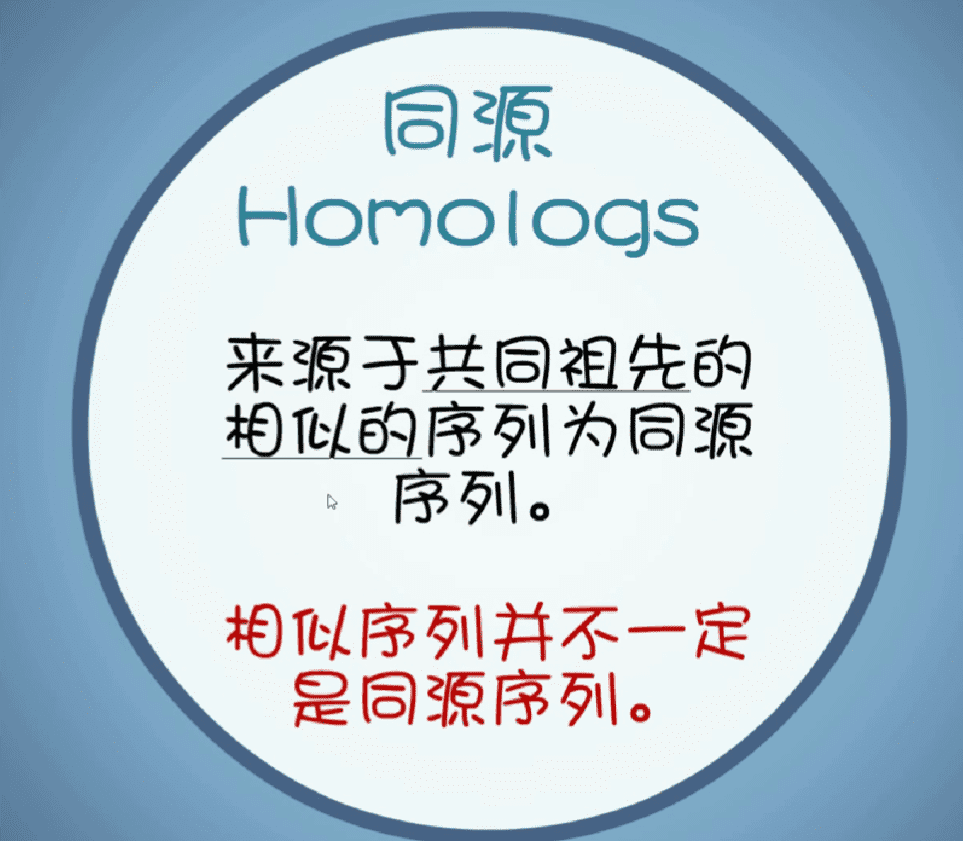 同源
Homologs
来源于共同祖先的
相似的序列为同源
序列。
相似序列并不一定
是同源序列。